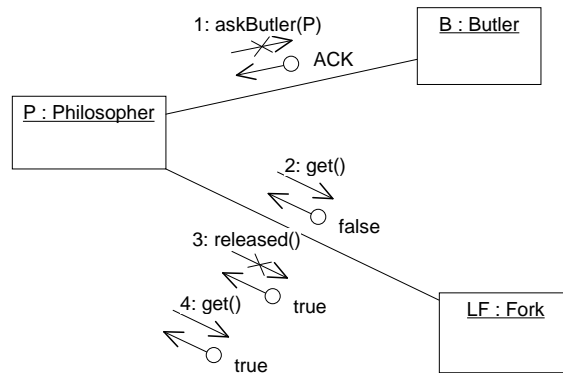 1: askButler(P)
B : Butler
ACK
P : Philosopher
2: get()
false
3: released()
true
4: get()
true
LF : Fork